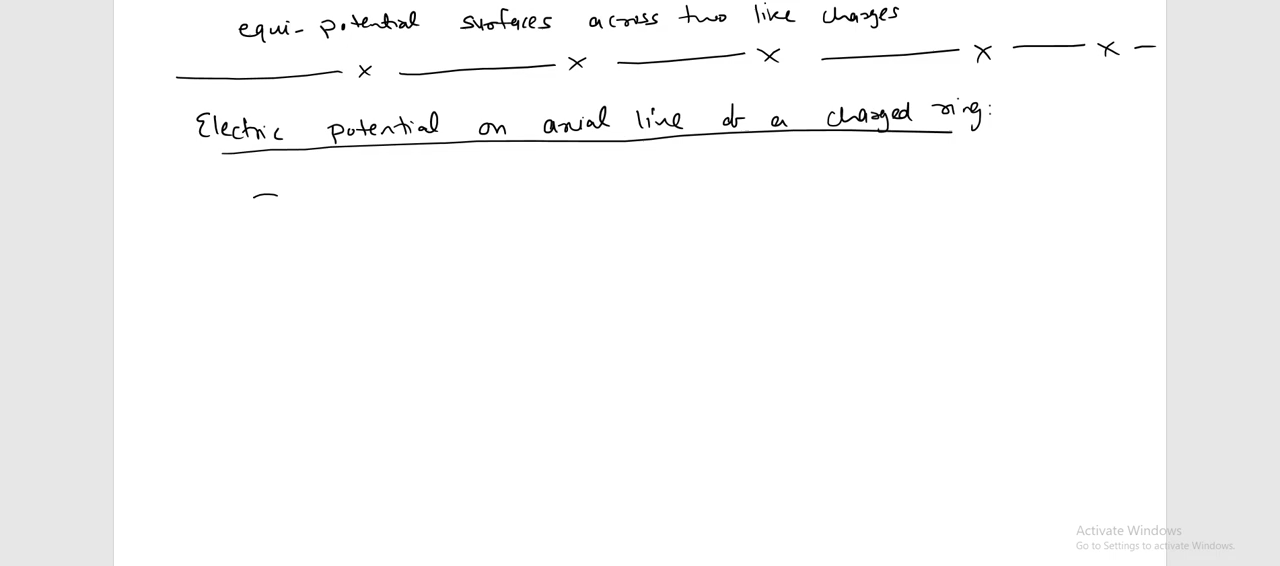 equi-potential surfaces across two like charges
Electric potential on axial line of a charged ring:
Activate Windows
Go to Settings to activate Windows.